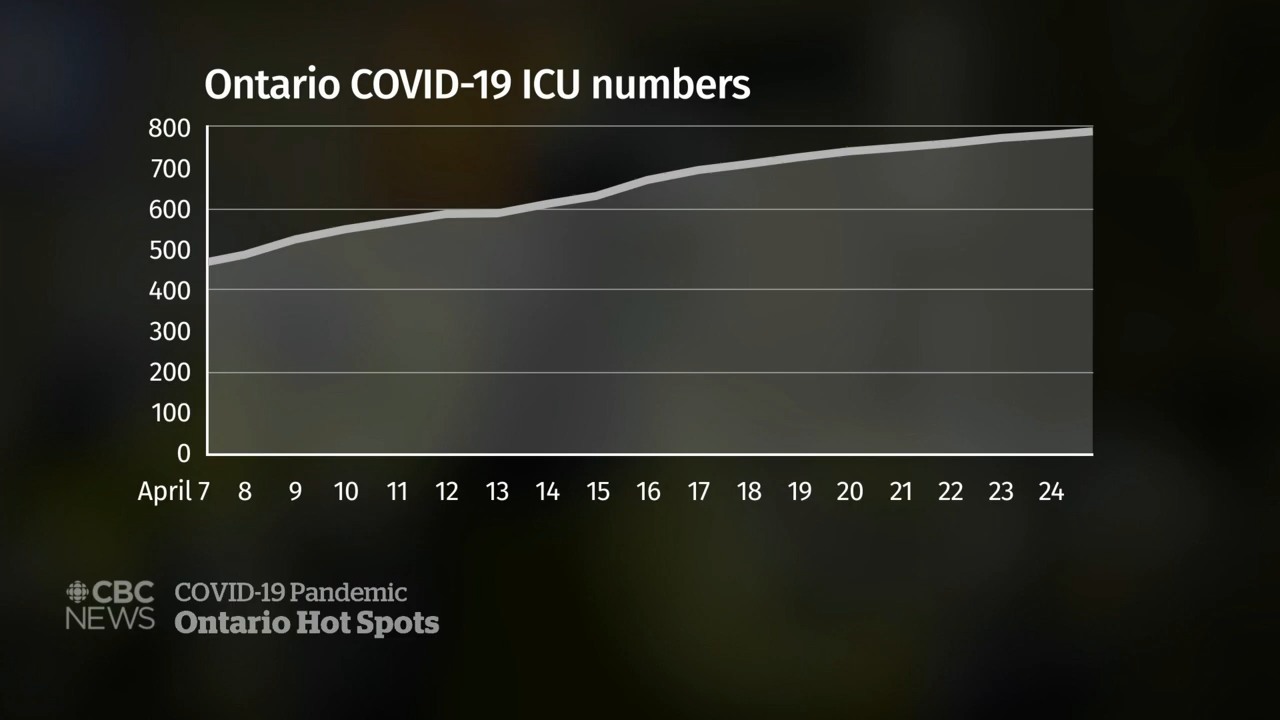 Ontario COVID-19 ICU numbers
800
700
600
500
400
300
200
100
0
April 7 8 9 10 11 12 13 14 15 16 17 18 19 20 21 22 23 24
CBC NEWS
COVID-19 Pandemic
Ontario Hot Spots